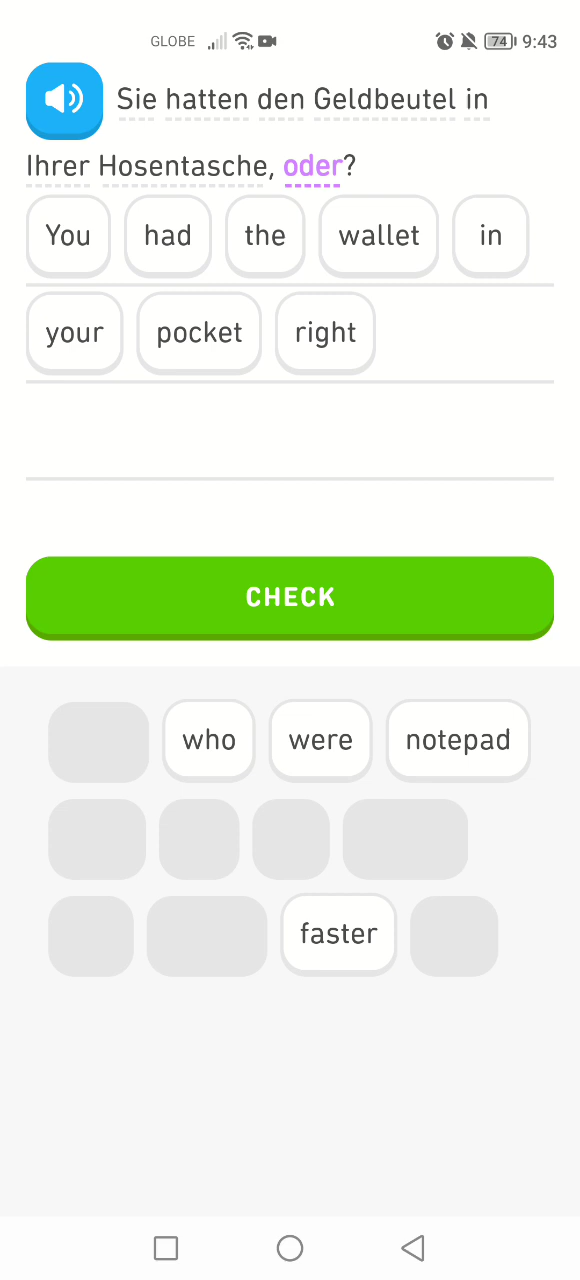 GLOBE 74 9:43
Sie hatten den Geldbeutel in
Ihrer Hosentasche, oder?
You had the wallet in
your pocket right
CHECK
who were notepad
faster